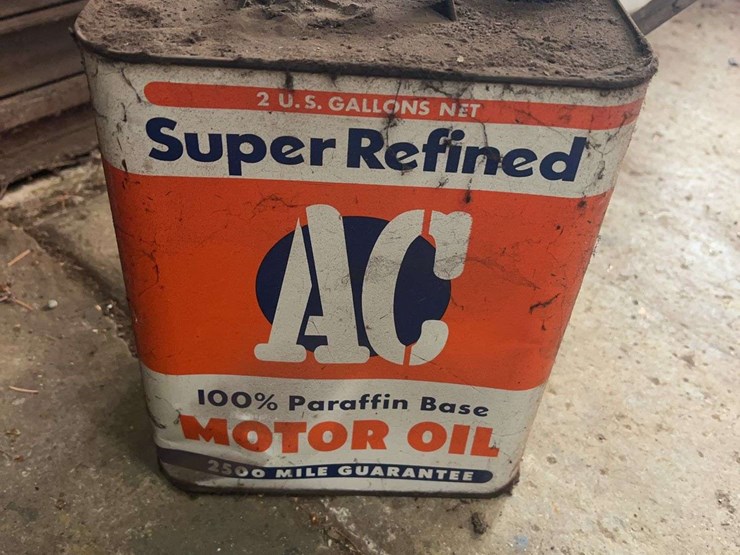 2 U.S. GALLONS NET
Super Refined
AC
100% Paraffin Base
MOTOR OIL
2500 MILE GUARANTEE